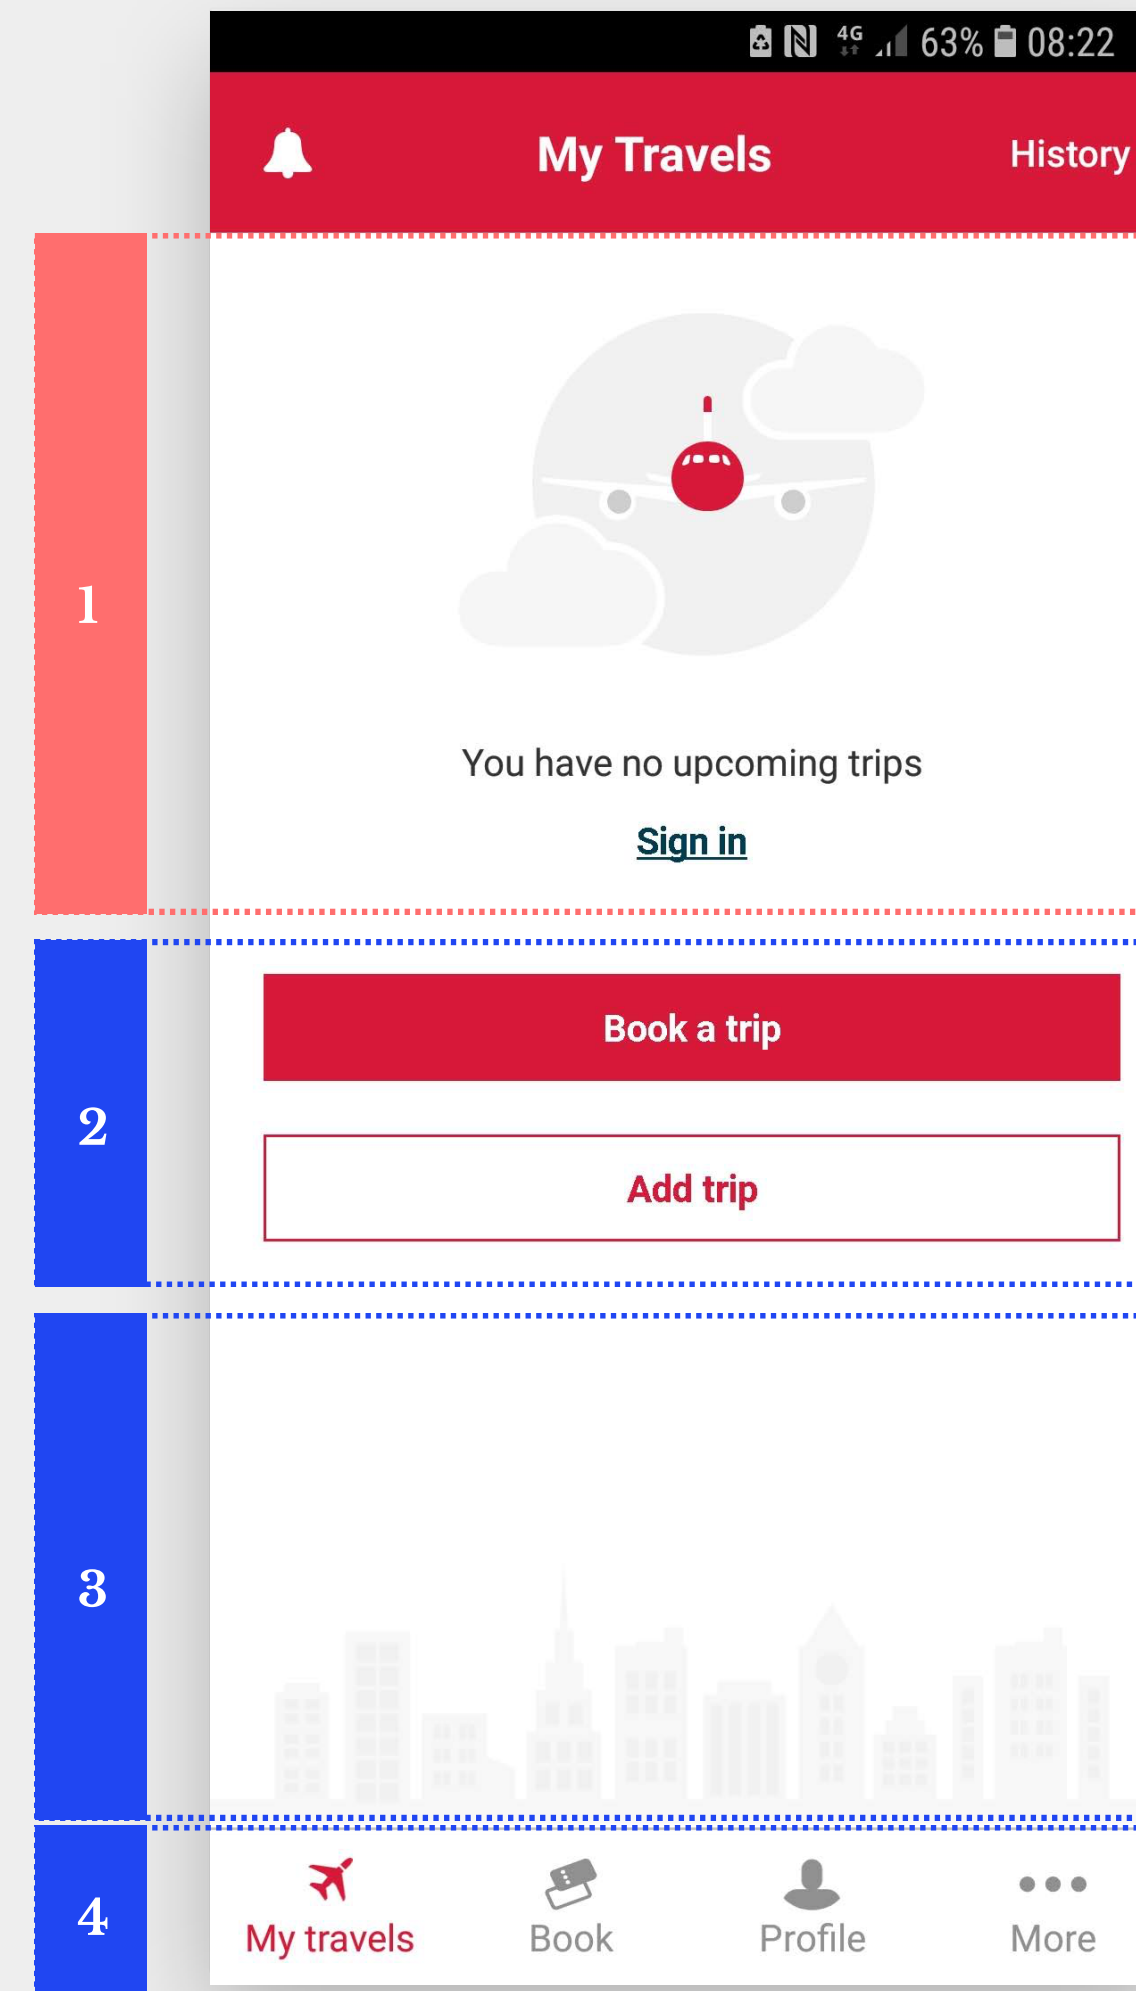 4G 63% 08:22
My Travels
History
1
You have no upcoming trips
Sign in
2
Book a trip
Add trip
3
4
My travels
Book
Profile
More